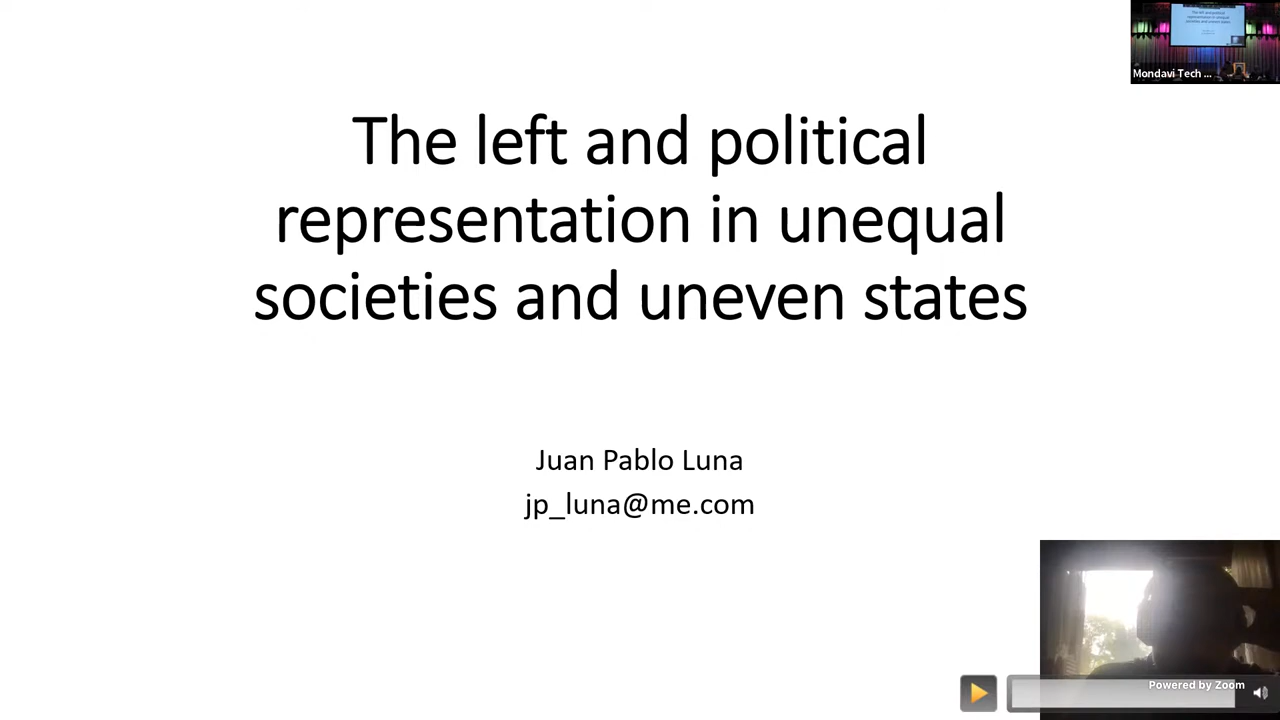 Mondavi Tech ...
The left and political
representation in unequal
societies and uneven states
Juan Pablo Luna
jp_luna@me.com
Powered by Zoom